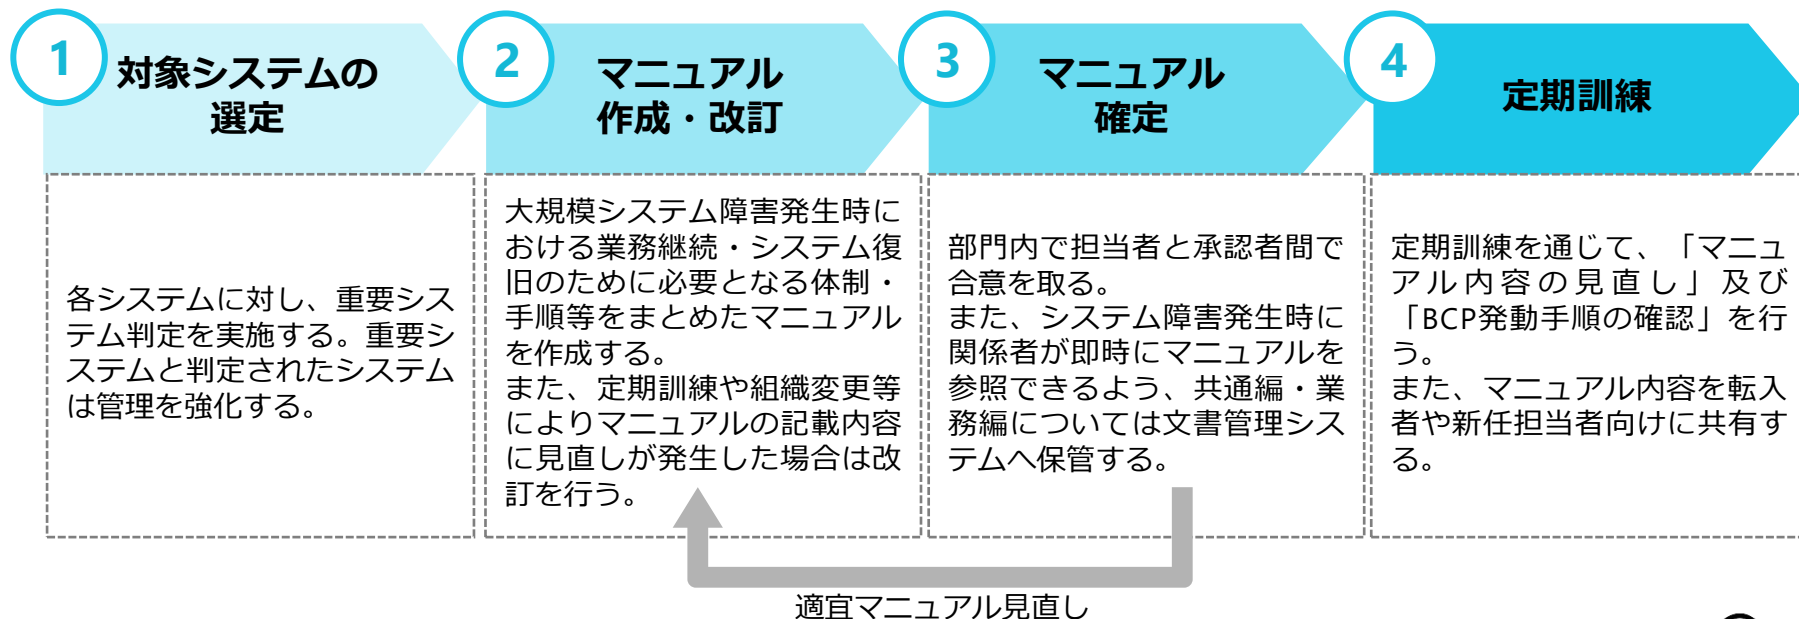 1
対象システムの
選定
2
マニュアル
作成・改訂
3
マニュアル
確定
4
定期訓練
各システムに対し、重要シス
テム判定を実施する。重要シ
ステムと判定されたシステム
は管理を強化する。
大規模システム障害発生時に
おける業務継続・システム復
旧のために必要となる体制・
手順等をまとめたマニュアル
を作成する。
また、定期訓練や組織変更等
によりマニュアルの記載内容
に見直しが発生した場合は改
訂を行う。
部門内で担当者と承認者間で
合意を取る。
また、システム障害発生時に
関係者が即時にマニュアルを
参照できるよう、共通編・業
務編については文書管理シス
テムへ保管する。
定期訓練を通じて、「マニュ
アル内容の見直し」及び
「BCP発動手順の確認」を行
う。
また、マニュアル内容を転入
者や新任担当者向けに共有す
る。
適宜マニュアル見直し